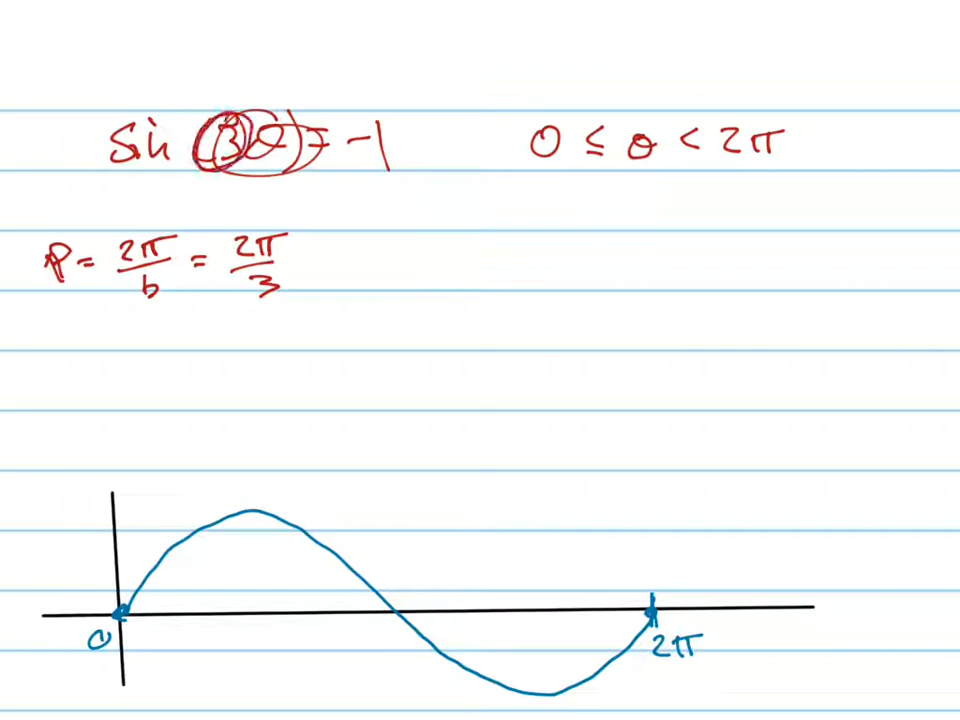 sin (3θ) = -1 0 ≤ θ < 2π
P = 2π/b = 2π/3
0 2π